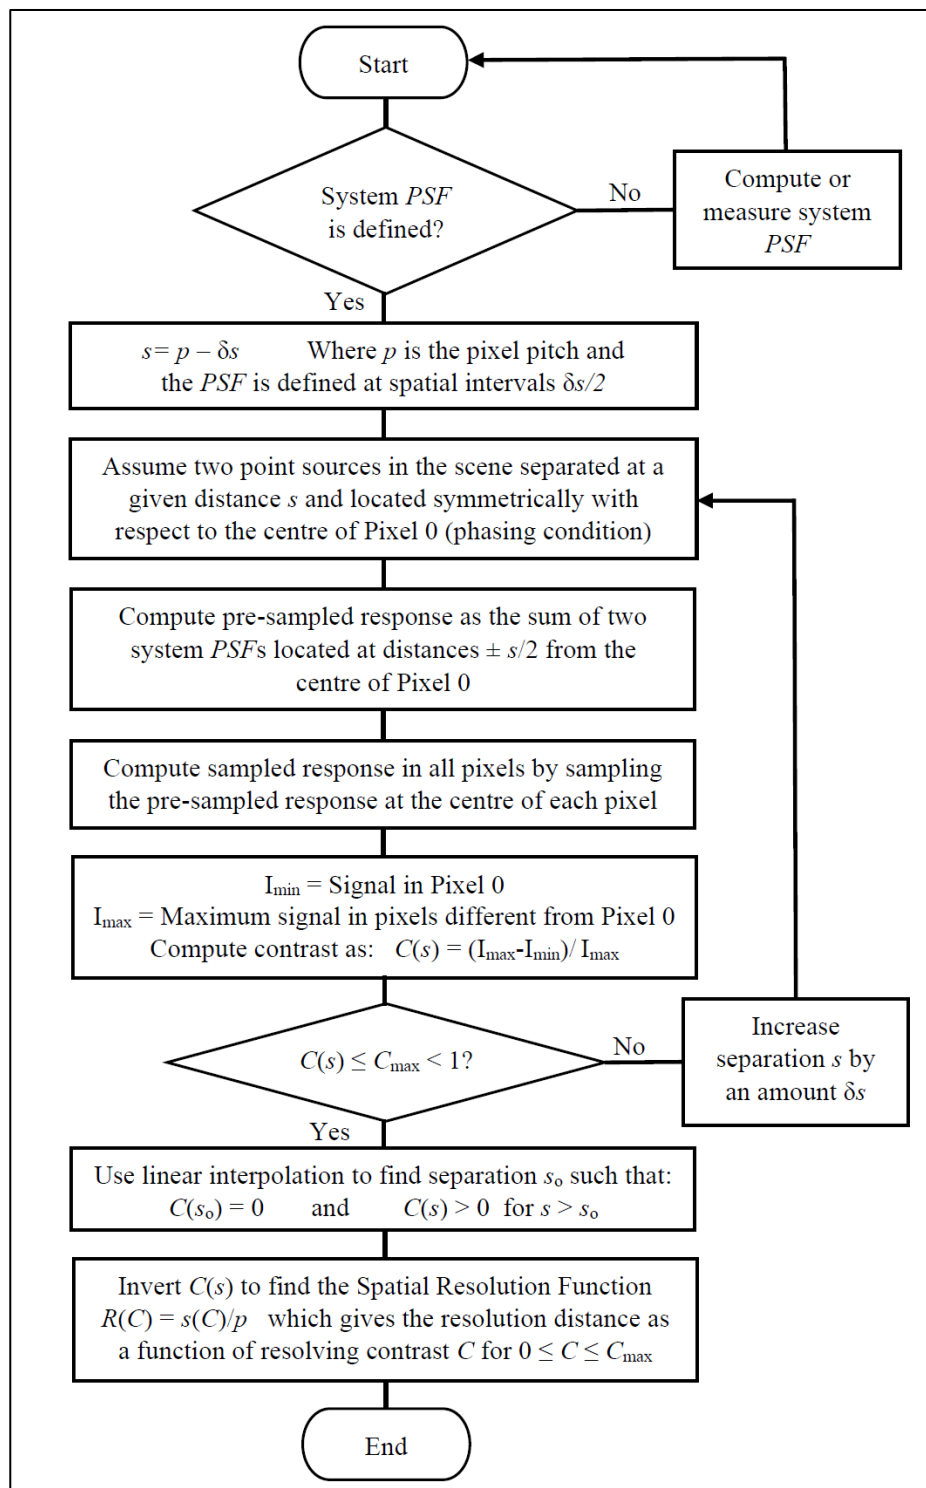 Start
System PSF
is defined?
No
Compute or
measure system
PSF
Yes
s= p – δs Where p is the pixel pitch and
the PSF is defined at spatial intervals δs/2
Assume two point sources in the scene separated at a
given distance s and located symmetrically with
respect to the centre of Pixel 0 (phasing condition)
Compute pre-sampled response as the sum of two
system PSFs located at distances ± s/2 from the
centre of Pixel 0
Compute sampled response in all pixels by sampling
the pre-sampled response at the centre of each pixel
Imin = Signal in Pixel 0
Imax = Maximum signal in pixels different from Pixel 0
Compute contrast as: C(s) = (Imax-Imin)/ Imax
C(s) ≤ Cmax < 1?
No
Increase
separation s by
an amount δs
Yes
Use linear interpolation to find separation so such that:
C(so) = 0 and C(s) > 0 for s > so
Invert C(s) to find the Spatial Resolution Function
R(C) = s(C)/p which gives the resolution distance as
a function of resolving contrast C for 0 ≤ C ≤ Cmax
End